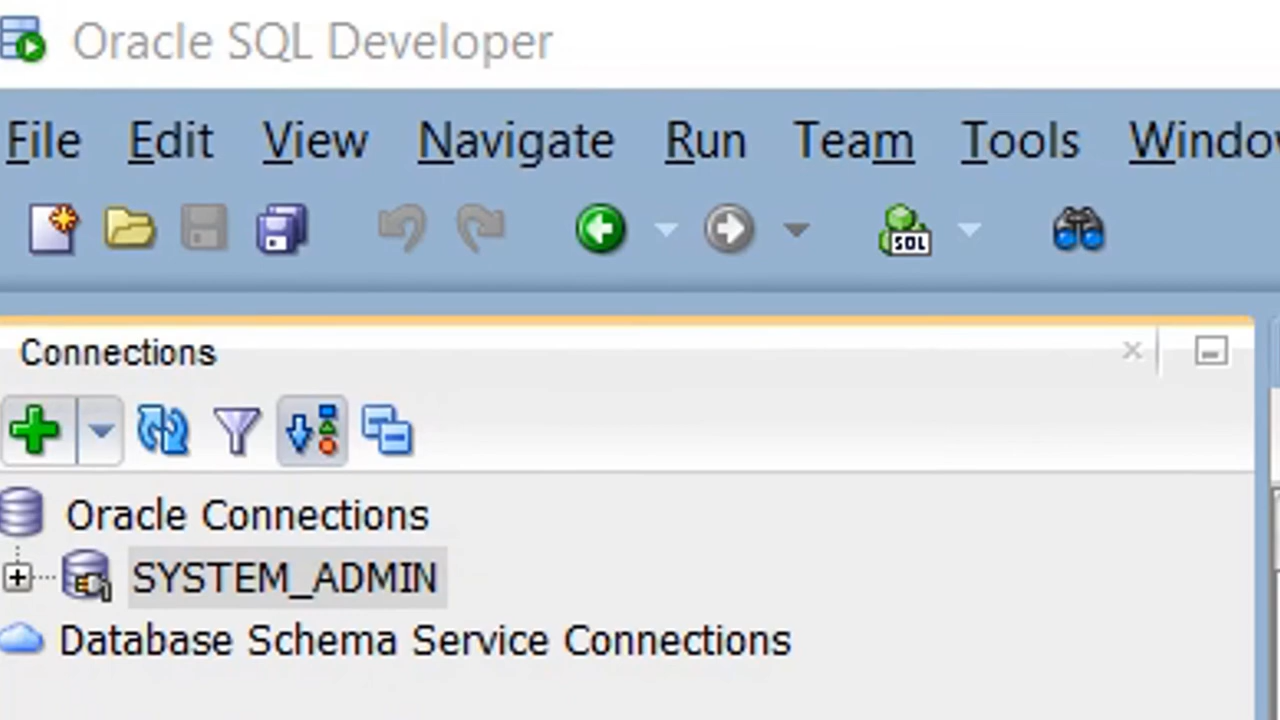 Oracle SQL Developer
File Edit View Navigate Run Team Tools Windo
SQL
Connections
Oracle Connections
SYSTEM_ADMIN
Database Schema Service Connections